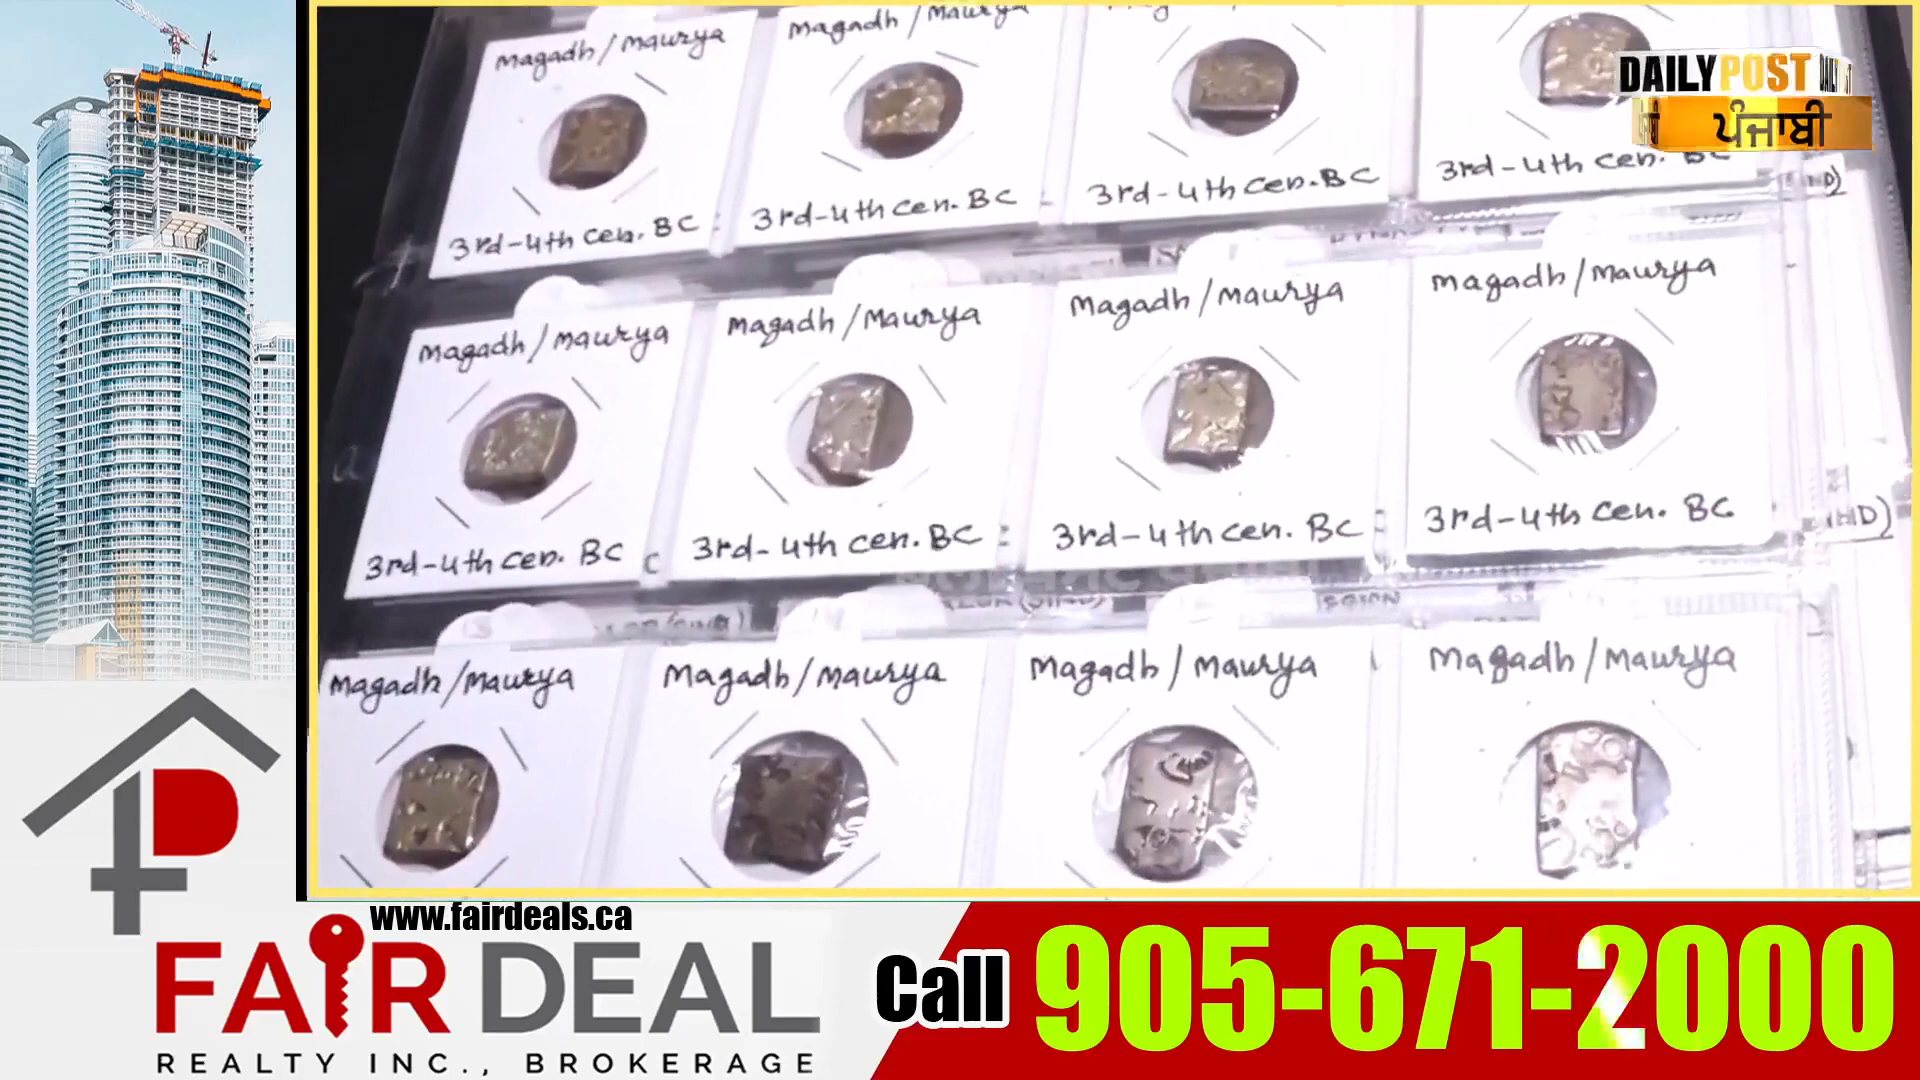 Magadh/Maurya
Magadh/Maurya
DAILYPOST
ਪੰਜਾਬੀ
3rd-4th Cen. BC
3rd-4th Cen. BC
3rd-4th Cen. BC
3rd-4th Cen. BC
Magadh/Maurya
Magadh/Maurya
Magadh/Maurya
Magadh/Maurya
3rd-4th Cen. BC
3rd-4th Cen. BC
3rd-4th Cen. BC
3rd-4th Cen. BC
Magadh/Maurya
Magadh/Maurya
Magadh/Maurya
Magadh/Maurya
www.fairdeals.ca
FAIR DEAL
REALTY INC., BROKERAGE
Call 905-671-2000